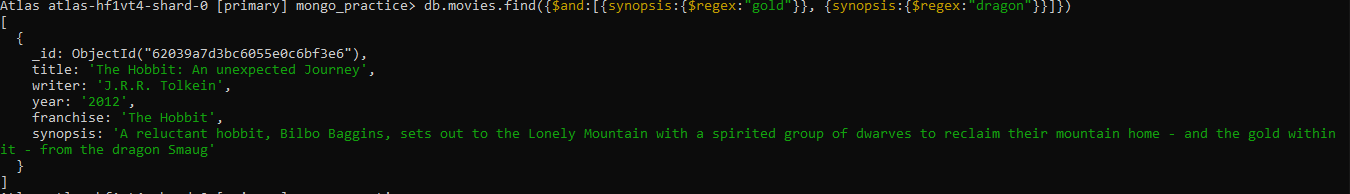 Atlas atlas-hf1vt4-shard-0 [primary] mongo_practice> db.movies.find({$and:[{synopsis:{$regex:"gold"}}, {synopsis:{$regex:"dragon"}}]})
[
  {
    _id: ObjectId("62039a7d3bc6055e0c6bf3e6"),
    title: 'The Hobbit: An unexpected Journey',
    writer: 'J.R.R. Tolkein',
    year: '2012',
    franchise: 'The Hobbit',
    synopsis: 'A reluctant hobbit, Bilbo Baggins, sets out to the Lonely Mountain with a spirited group of dwarves to reclaim their mountain home - and the gold within
it - from the dragon Smaug'
  }
]